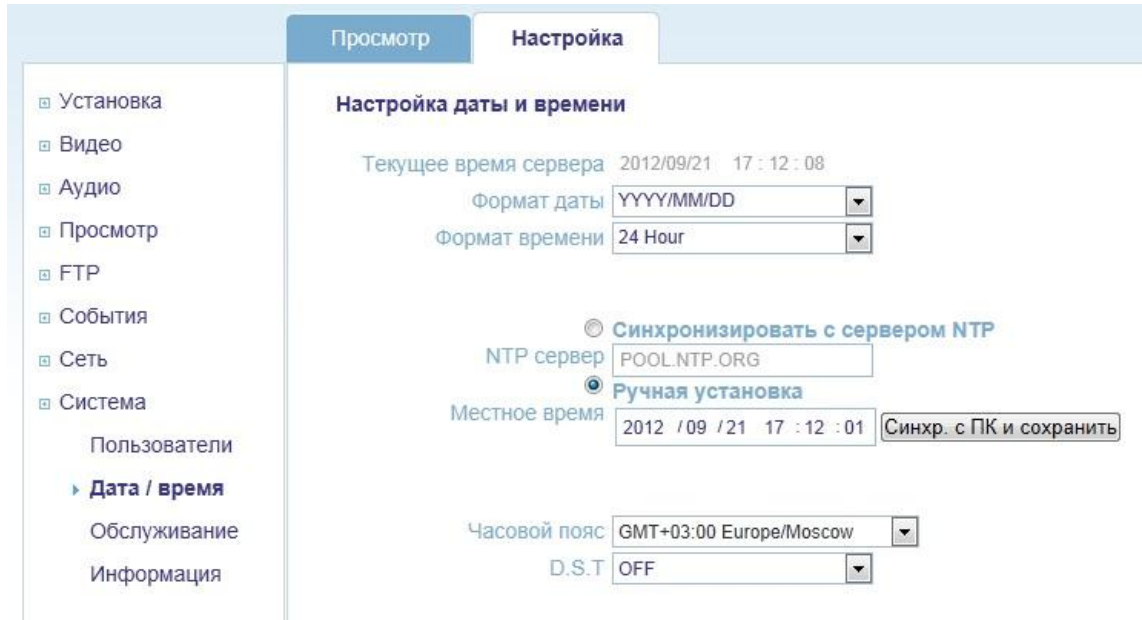 Просмотр
Настройка
Установка
Видео
Аудио
Просмотр
FTP
События
Сеть
Система
Пользователи
Дата / время
Обслуживание
Информация
Настройка даты и времени
Текущее время сервера 2012/09/21 17 : 12 : 08
Формат даты YYYY/MM/DD
Формат времени 24 Hour
Синхронизировать с сервером NTP
NTP сервер POOL.NTP.ORG
Ручная установка
Местное время 2012 / 09 / 21 17 : 12 : 01 Синхр. с ПК и сохранить
Часовой пояс GMT+03:00 Europe/Moscow
D.S.T OFF